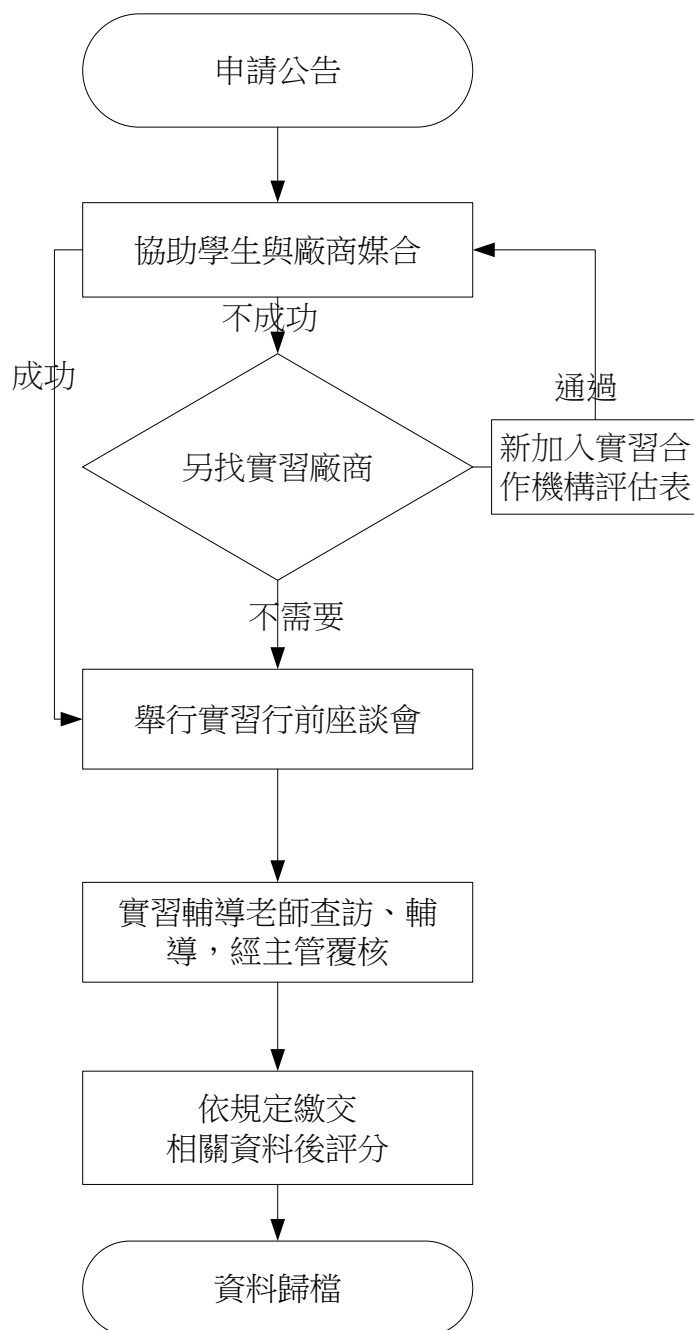 申請公告
協助學生與廠商媒合
不成功
成功
通過
另找實習廠商
新加入實習合
作機構評估表
不需要
舉行實習行前座談會
實習輔導老師查訪、輔
導，經主管覆核
依規定繳交
相關資料後評分
資料歸檔